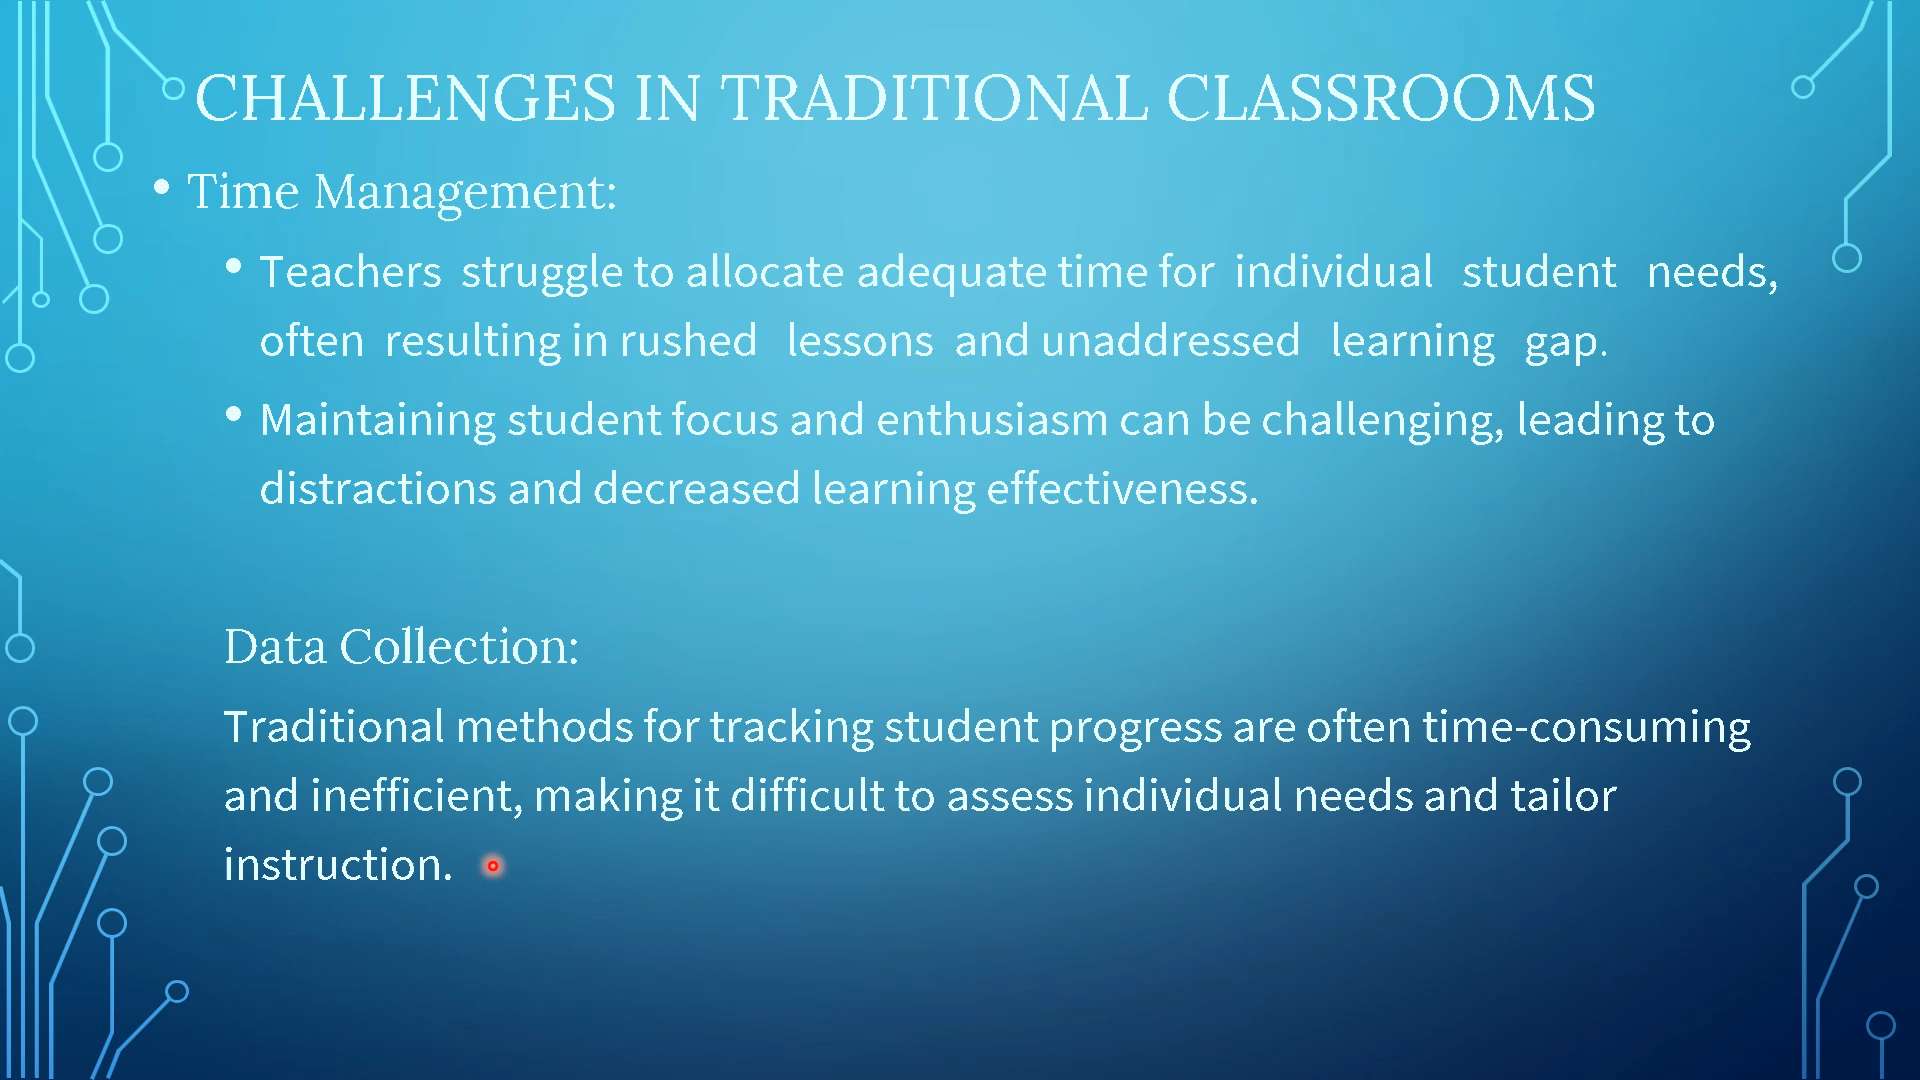 CHALLENGES IN TRADITIONAL CLASSROOMS
• Time Management:
• Teachers struggle to allocate adequate time for individual student needs,
often resulting in rushed lessons and unaddressed learning gap.
• Maintaining student focus and enthusiasm can be challenging, leading to
distractions and decreased learning effectiveness.
Data Collection:
Traditional methods for tracking student progress are often time-consuming
and inefficient, making it difficult to assess individual needs and tailor
instruction.